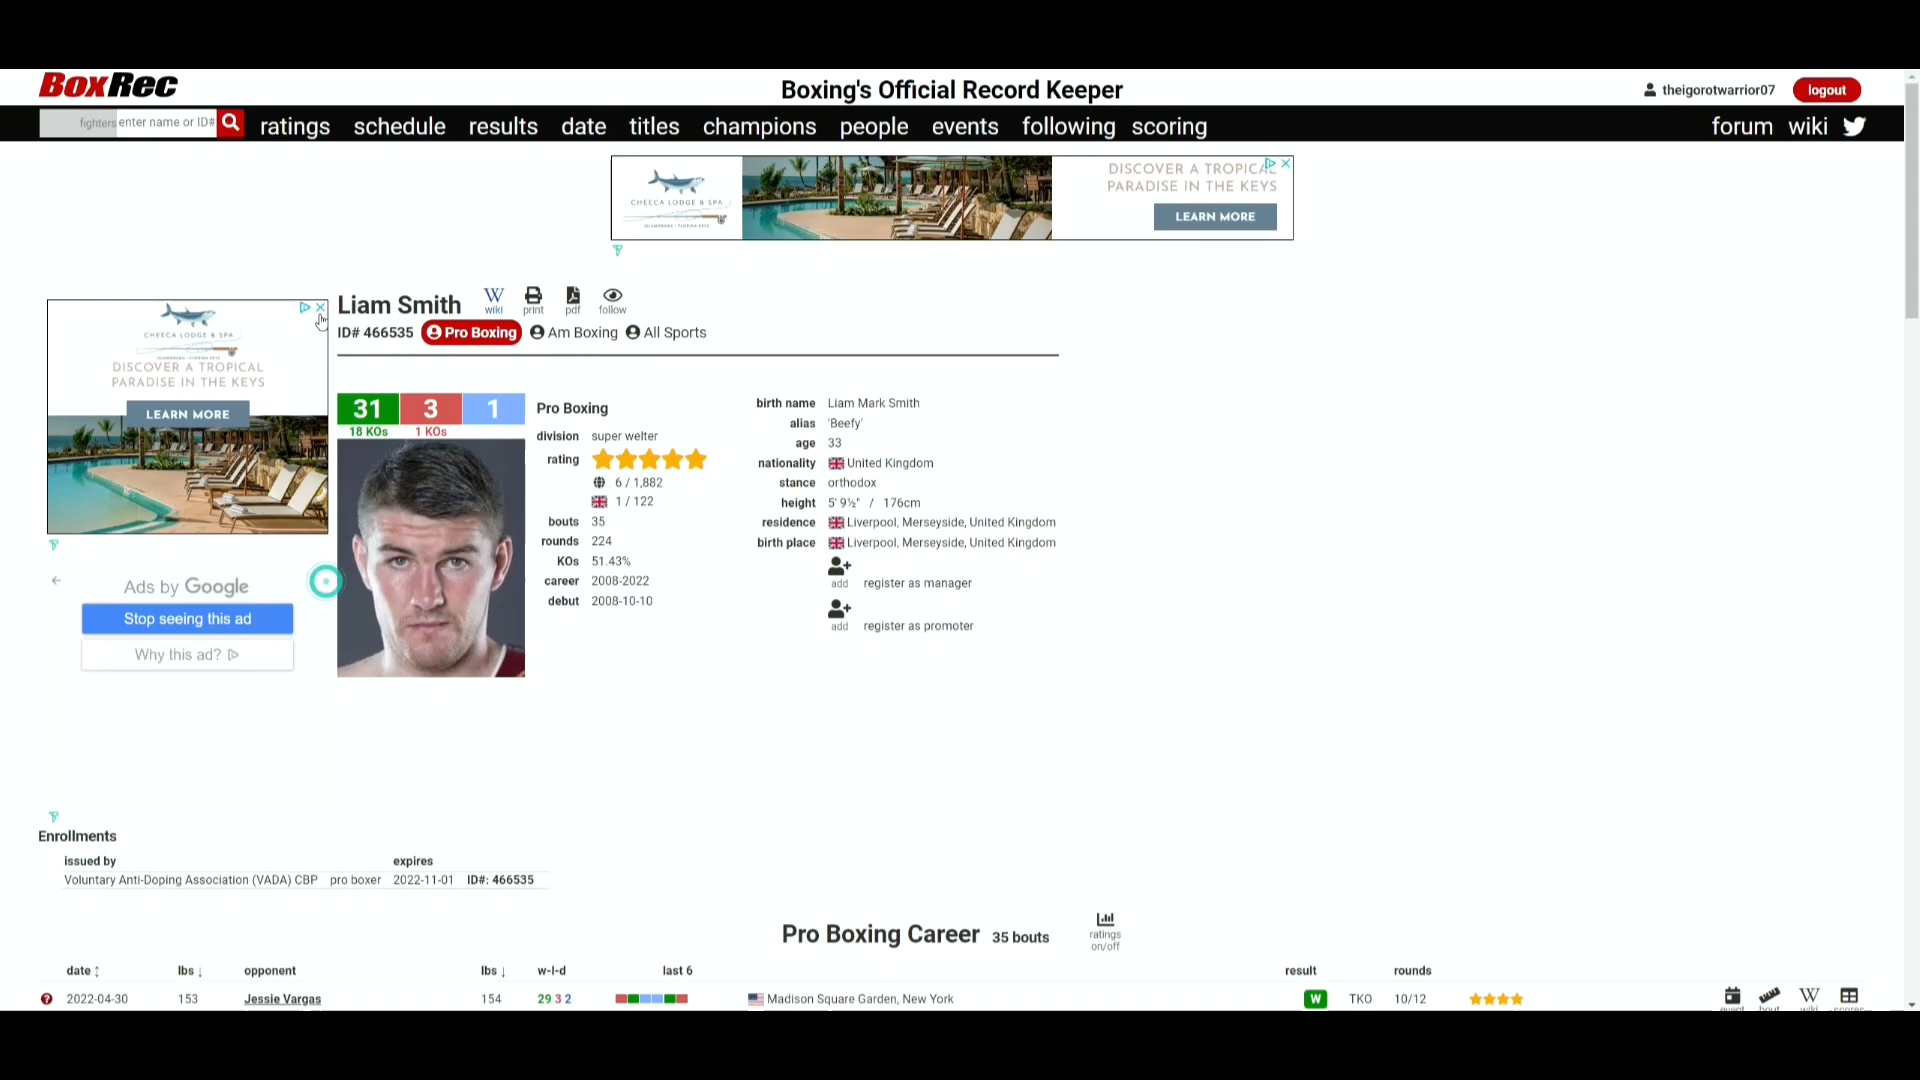 BoxRec
Boxing's Official Record Keeper
theigorotwarrior07
logout
fighters
enter name or ID#
ratings schedule results date titles champions people events following scoring
forum wiki
CHEECA LODGE & SPA
ISLAMORADA • FLORIDA KEYS
DISCOVER A TROPICAL
PARADISE IN THE KEYS
LEARN MORE
CHEECA LODGE & SPA
ISLAMORADA • FLORIDA KEYS
DISCOVER A TROPICAL
PARADISE IN THE KEYS
LEARN MORE
Ads by Google
Stop seeing this ad
Why this ad?
Liam Smith
W
wiki print pdf follow
ID# 466535 Pro Boxing Am Boxing All Sports
31 3 1
18 KOs 1 KOs
Pro Boxing
division super welter
rating
6 / 1,882
1 / 122
bouts 35
rounds 224
KOs 51.43%
career 2008-2022
debut 2008-10-10
birth name Liam Mark Smith
alias 'Beefy'
age 33
nationality United Kingdom
stance orthodox
height 5' 9½" / 176cm
residence Liverpool, Merseyside, United Kingdom
birth place Liverpool, Merseyside, United Kingdom
add register as manager
add register as promoter
Enrollments
issued by expires
Voluntary Anti-Doping Association (VADA) CBP pro boxer 2022-11-01 ID#: 466535
Pro Boxing Career 35 bouts
ratings
on/off
date lbs opponent lbs w-l-d last 6 result rounds
2022-04-30 153 Jessie Vargas 154 29 3 2 Madison Square Garden, New York W TKO 10/12 W